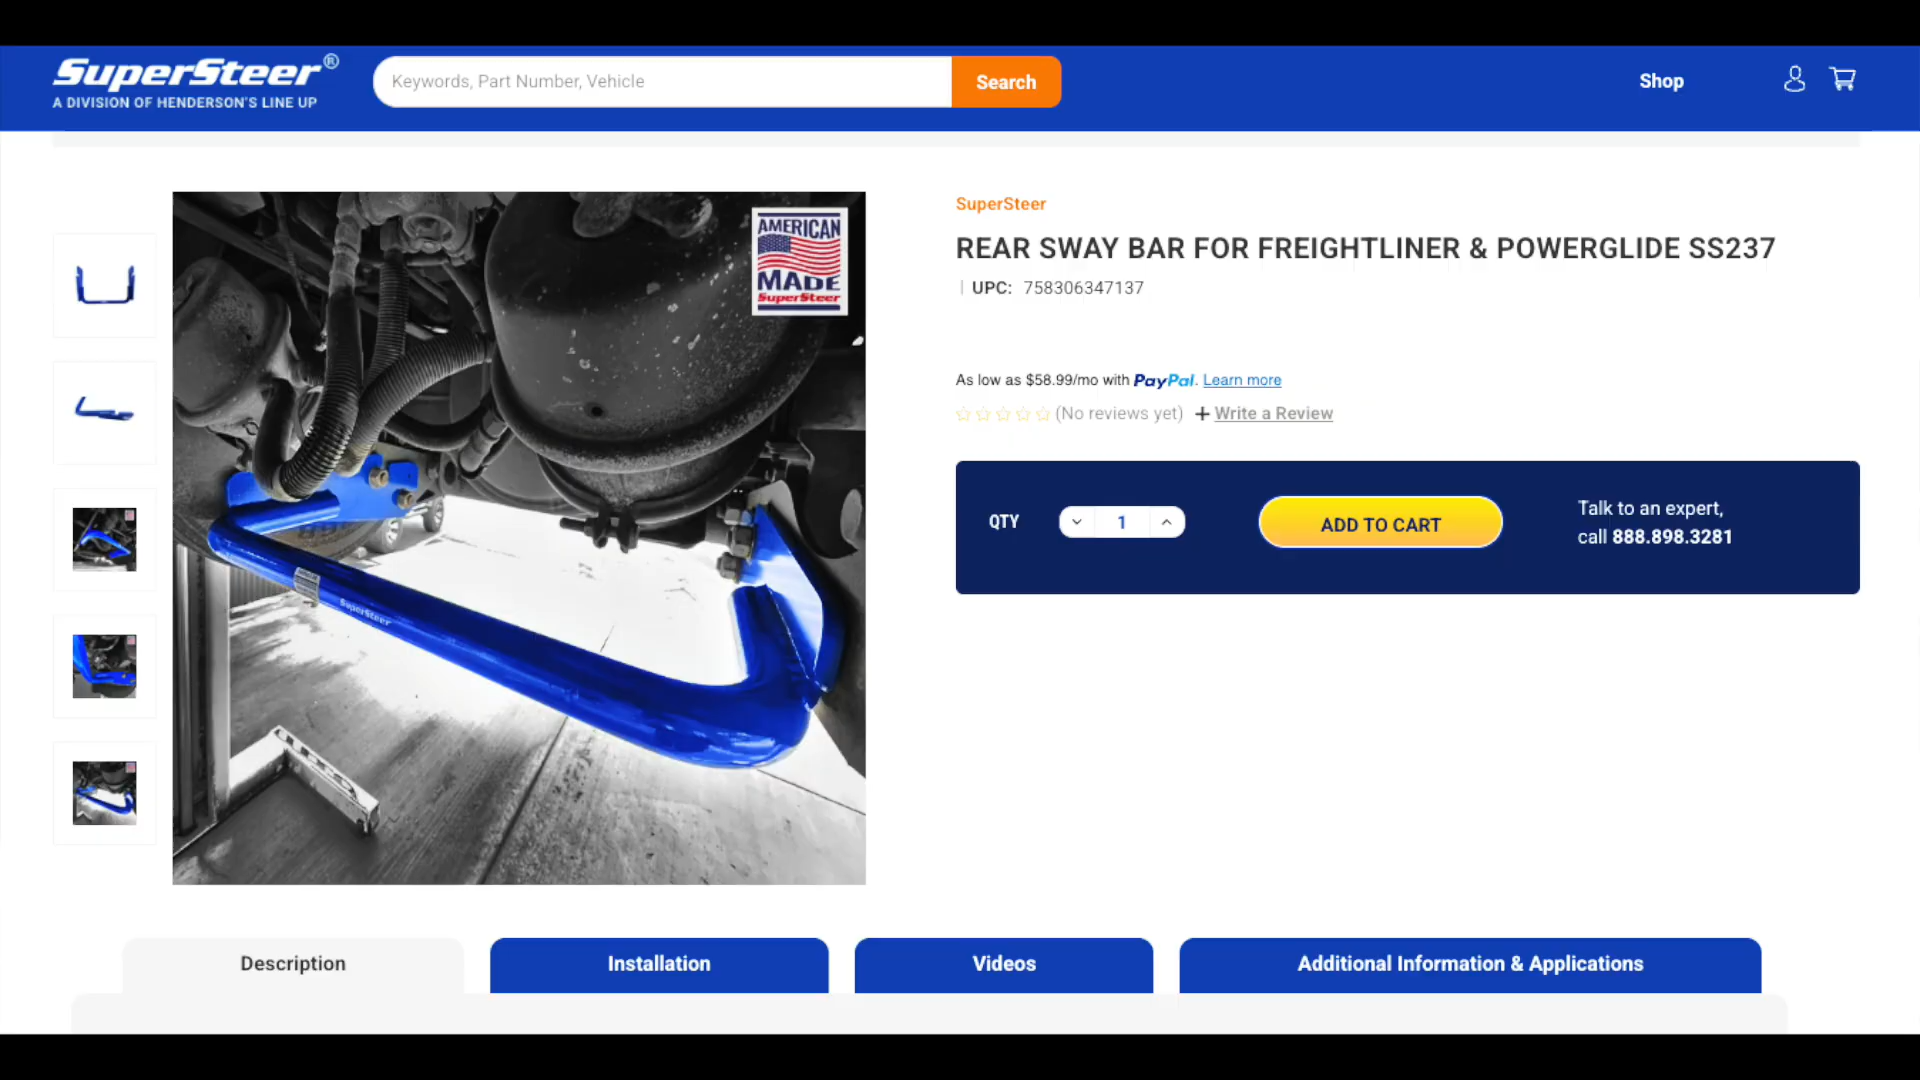 SuperSteer®
A DIVISION OF HENDERSON'S LINE UP
Keywords, Part Number, Vehicle
Search
Shop
AMERICAN
MADE
SuperSteer
SuperSteer
SuperSteer
REAR SWAY BAR FOR FREIGHTLINER & POWERGLIDE SS237
UPC: 758306347137
As low as $58.99/mo with PayPal. Learn more
(No reviews yet) + Write a Review
QTY
1
ADD TO CART
Talk to an expert,
call 888.898.3281
Description
Installation
Videos
Additional Information & Applications